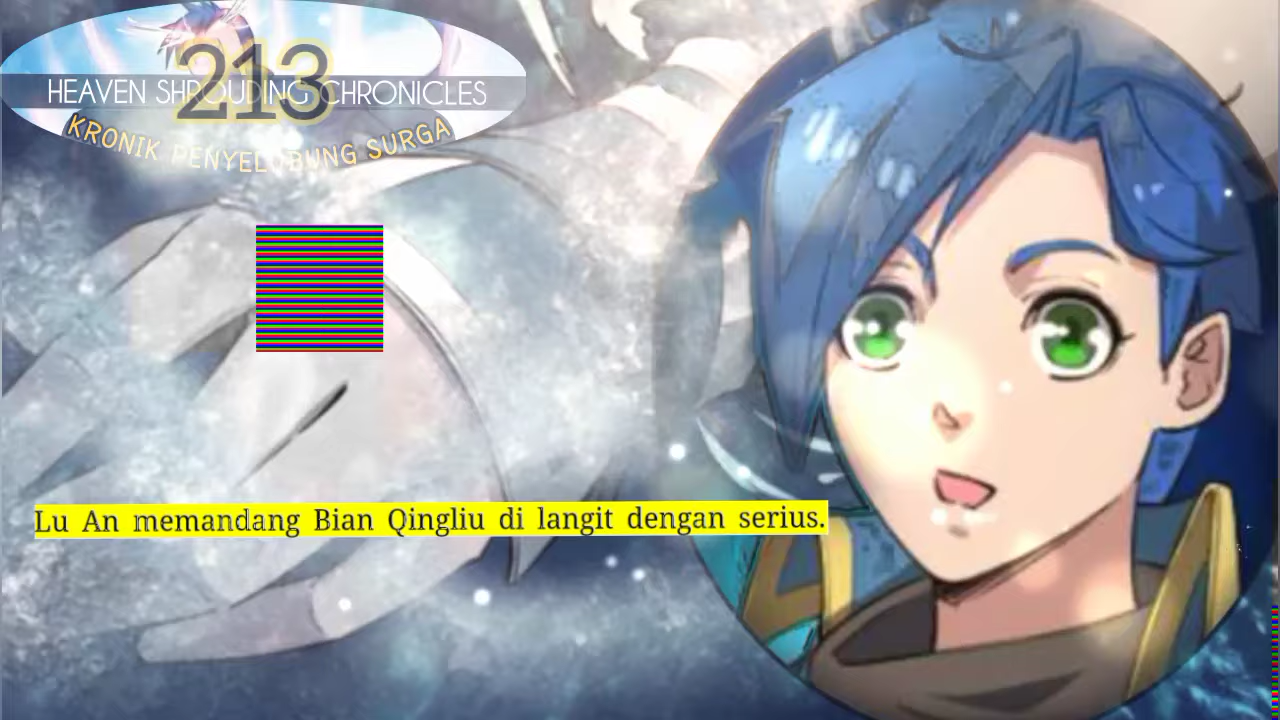 213
HEAVEN SHROUDING CHRONICLES
KRONIK PENYELUBUNG SURGA
Lu An memandang Bian Qingliu di langit dengan serius.